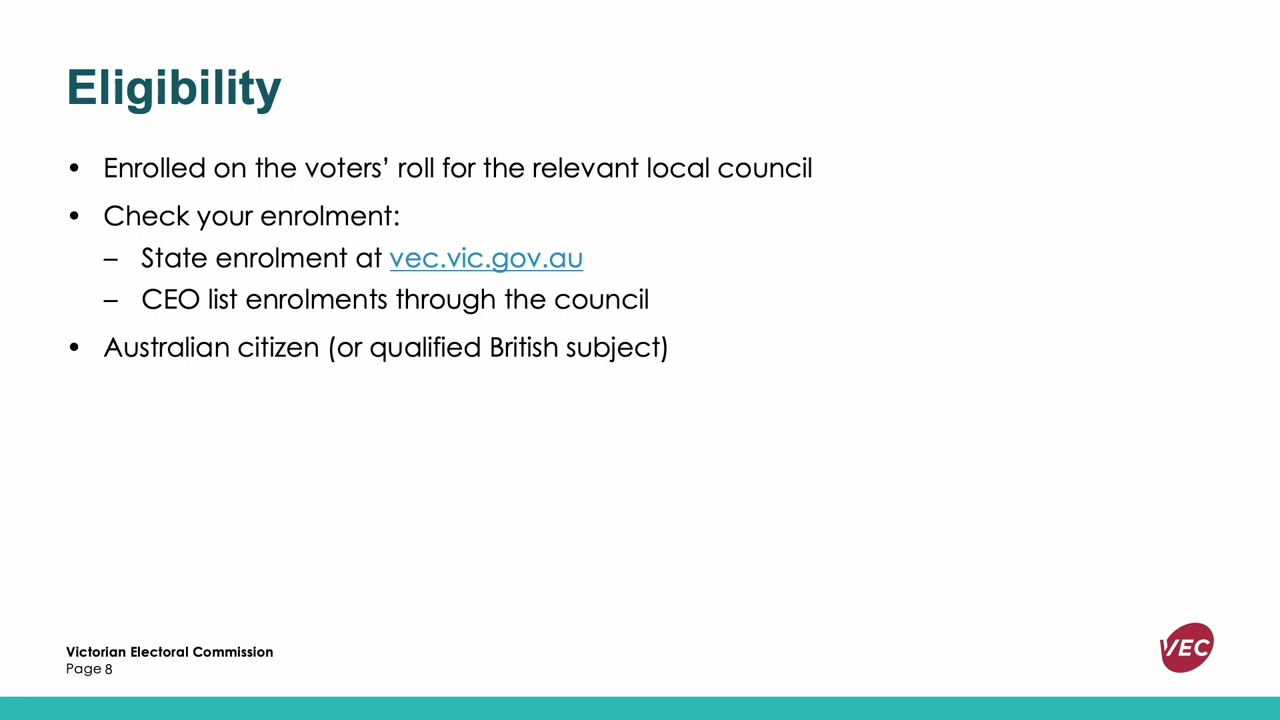 Eligibility
• Enrolled on the voters’ roll for the relevant local council
• Check your enrolment:
– State enrolment at vec.vic.gov.au
– CEO list enrolments through the council
• Australian citizen (or qualified British subject)
Victorian Electoral Commission
Page 8
VEC